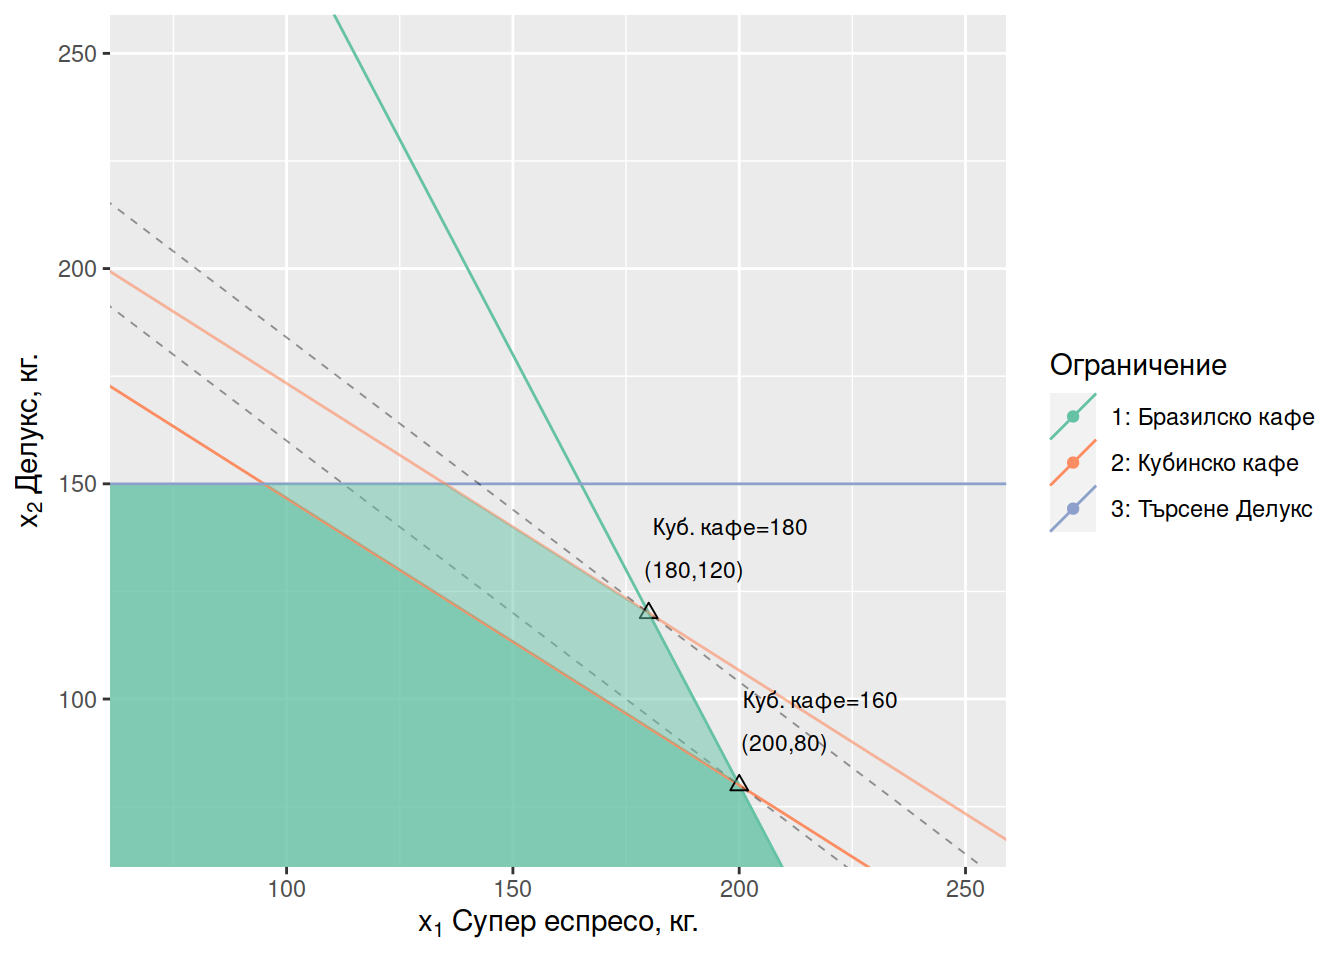 250
200
150
100
x2 Делукс, кг.
Куб. кафе=180
(180,120)
Куб. кафе=160
(200,80)
100
150
200
250
x1 Супер еспресо, кг.
Ограничение
1: Бразилско кафе
2: Кубинско кафе
3: Търсене Делукс